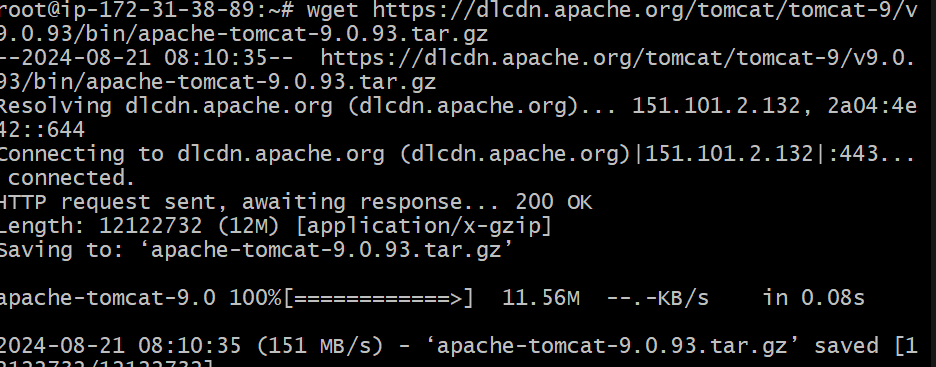 root@ip-172-31-38-89:~# wget https://dlcdn.apache.org/tomcat/tomcat-9/v
9.0.93/bin/apache-tomcat-9.0.93.tar.gz
--2024-08-21 08:10:35--  https://dlcdn.apache.org/tomcat/tomcat-9/v9.0.
93/bin/apache-tomcat-9.0.93.tar.gz
Resolving dlcdn.apache.org (dlcdn.apache.org)... 151.101.2.132, 2a04:4e
42::644
Connecting to dlcdn.apache.org (dlcdn.apache.org)|151.101.2.132|:443...
 connected.
HTTP request sent, awaiting response... 200 OK
Length: 12122732 (12M) [application/x-gzip]
Saving to: ‘apache-tomcat-9.0.93.tar.gz’
apache-tomcat-9.0 100%[============>]  11.56M  --.-KB/s    in 0.08s
2024-08-21 08:10:35 (151 MB/s) - ‘apache-tomcat-9.0.93.tar.gz’ saved [1
2122732/12122732]